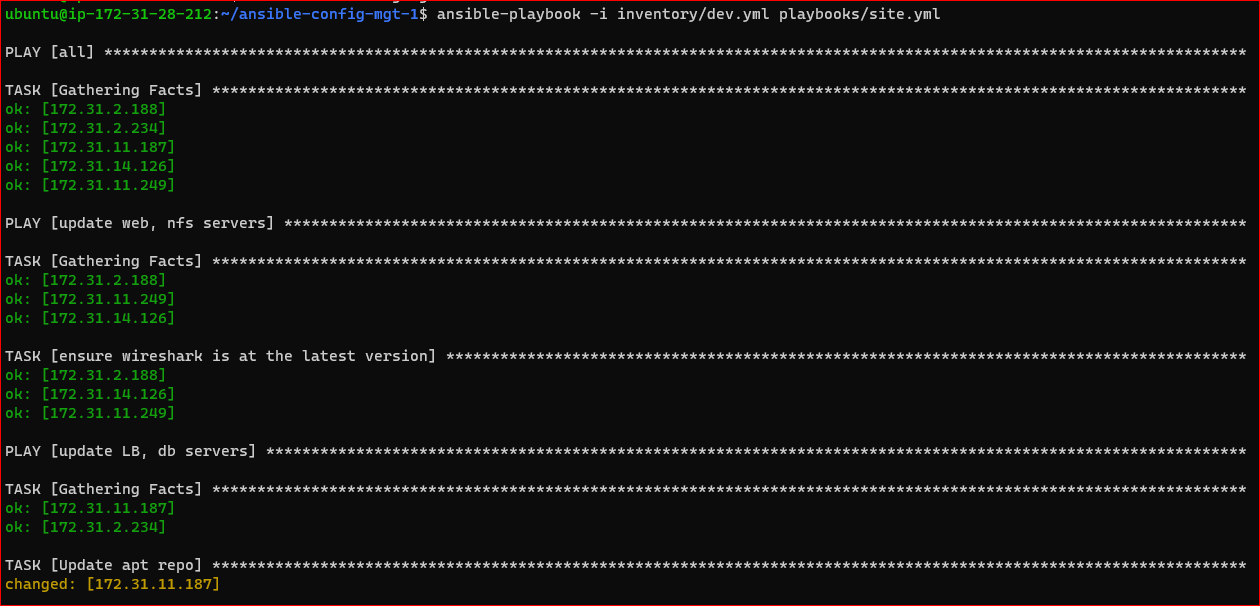 ubuntu@ip-172-31-28-212:~/ansible-config-mgt-1$ ansible-playbook -i inventory/dev.yml playbooks/site.yml
PLAY [all] *******************************************************************************************************************************
TASK [Gathering Facts] *******************************************************************************************************************
ok: [172.31.2.188]
ok: [172.31.2.234]
ok: [172.31.11.187]
ok: [172.31.14.126]
ok: [172.31.11.249]
PLAY [update web, nfs servers] ***********************************************************************************************************
TASK [Gathering Facts] *******************************************************************************************************************
ok: [172.31.2.188]
ok: [172.31.11.249]
ok: [172.31.14.126]
TASK [ensure wireshark is at the latest version] *****************************************************************************************
ok: [172.31.2.188]
ok: [172.31.14.126]
ok: [172.31.11.249]
PLAY [update LB, db servers] *************************************************************************************************************
TASK [Gathering Facts] *******************************************************************************************************************
ok: [172.31.11.187]
ok: [172.31.2.234]
TASK [Update apt repo] *******************************************************************************************************************
changed: [172.31.11.187]